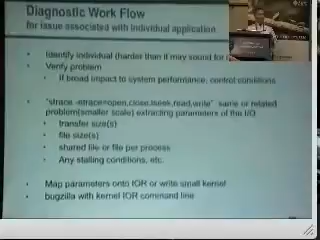 Diagnostic Work Flow
for issue associated with individual application
Identify individual (harder than it may sound for
Verify problem
If broad impact to system performance, control conditions
"strace -etrace=open,close,lseek,read,write" same or related
problem(smaller scale) extracting parameters of the I/O
transfer size(s)
file size(s)
shared file or file per process
Any stalling conditions, etc.
Map parameters onto IOR or write small kernel
bugzilla with kernel IOR command line